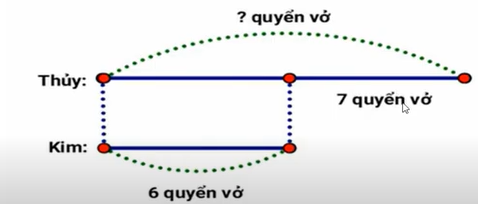 ? quyển vở
Thủy:
7 quyển vở
Kim:
6 quyển vở